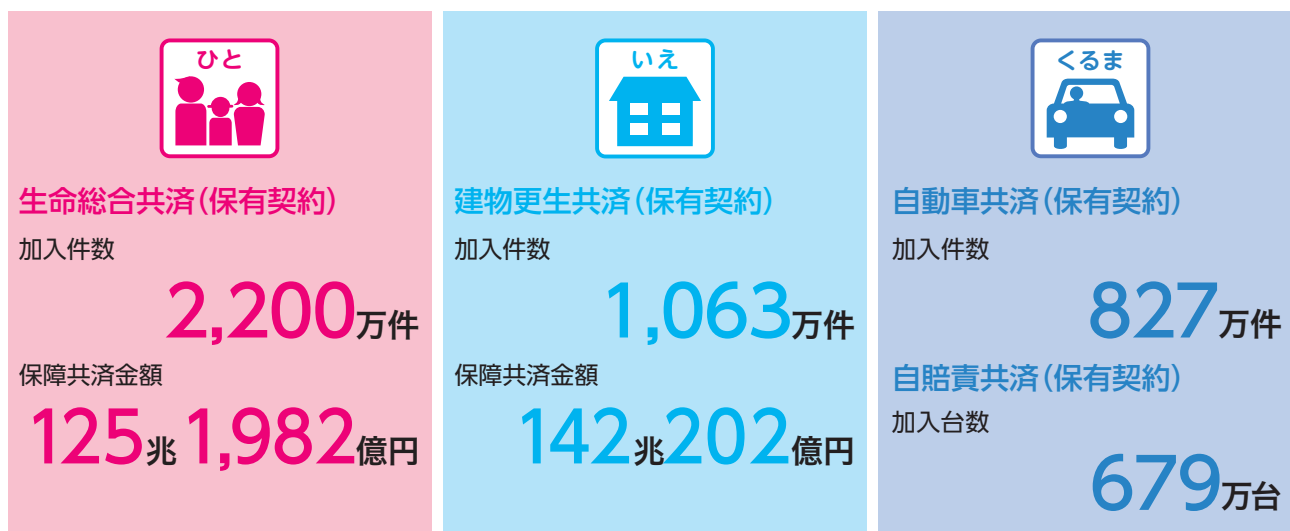 ひと
生命総合共済(保有契約)
加入件数
2,200万件
保障共済金額
125兆1,982億円
いえ
建物更生共済(保有契約)
加入件数
1,063万件
保障共済金額
142兆202億円
くるま
自動車共済(保有契約)
加入件数
827万件
自賠責共済(保有契約)
加入台数
679万台